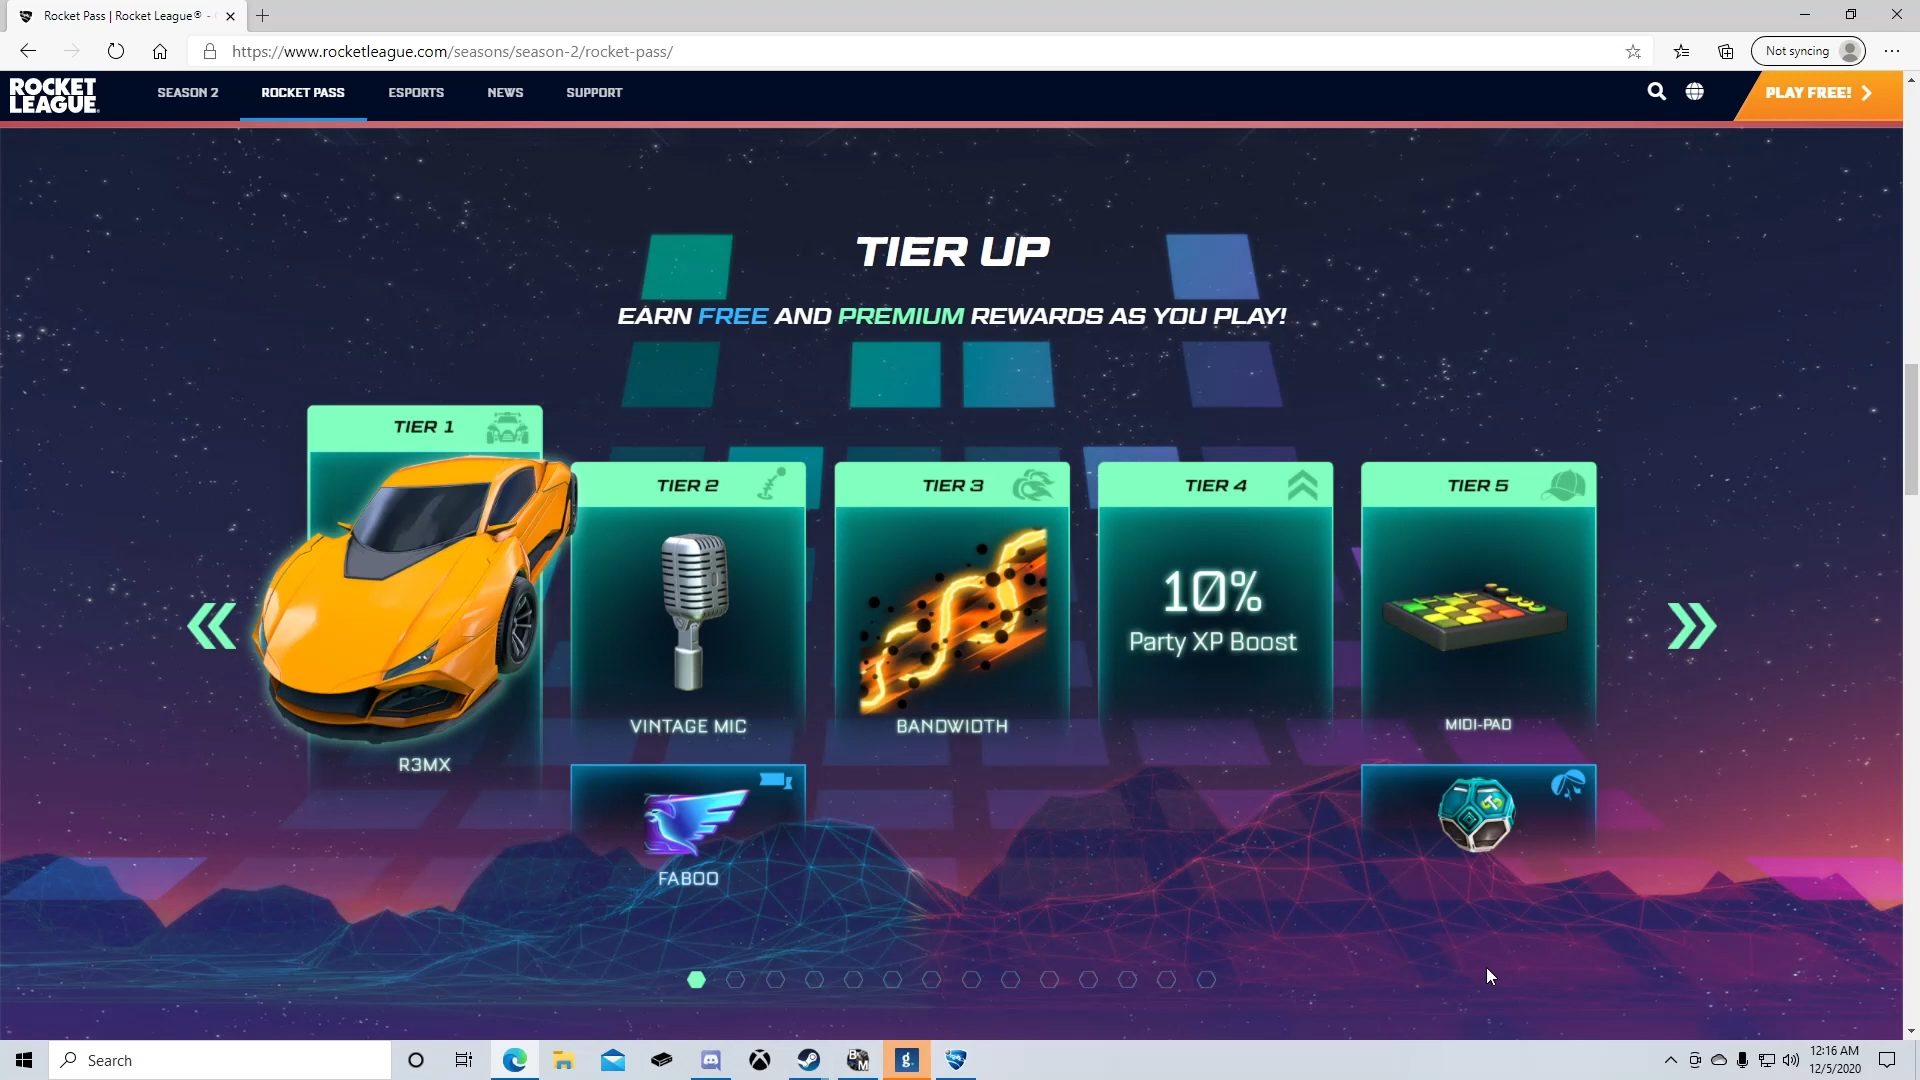 Rocket Pass | Rocket League® -
https://www.rocketleague.com/seasons/season-2/rocket-pass/
Not syncing
ROCKET
LEAGUE
SEASON 2
ROCKET PASS
ESPORTS
NEWS
SUPPORT
PLAY FREE!
TIER UP
EARN FREE AND PREMIUM REWARDS AS YOU PLAY!
TIER 1
TIER 2
TIER 3
TIER 4
TIER 5
10%
Party XP Boost
VINTAGE MIC
BANDWIDTH
MIDI-PAD
R3MX
FABOO
Search
12:16 AM
12/5/2020